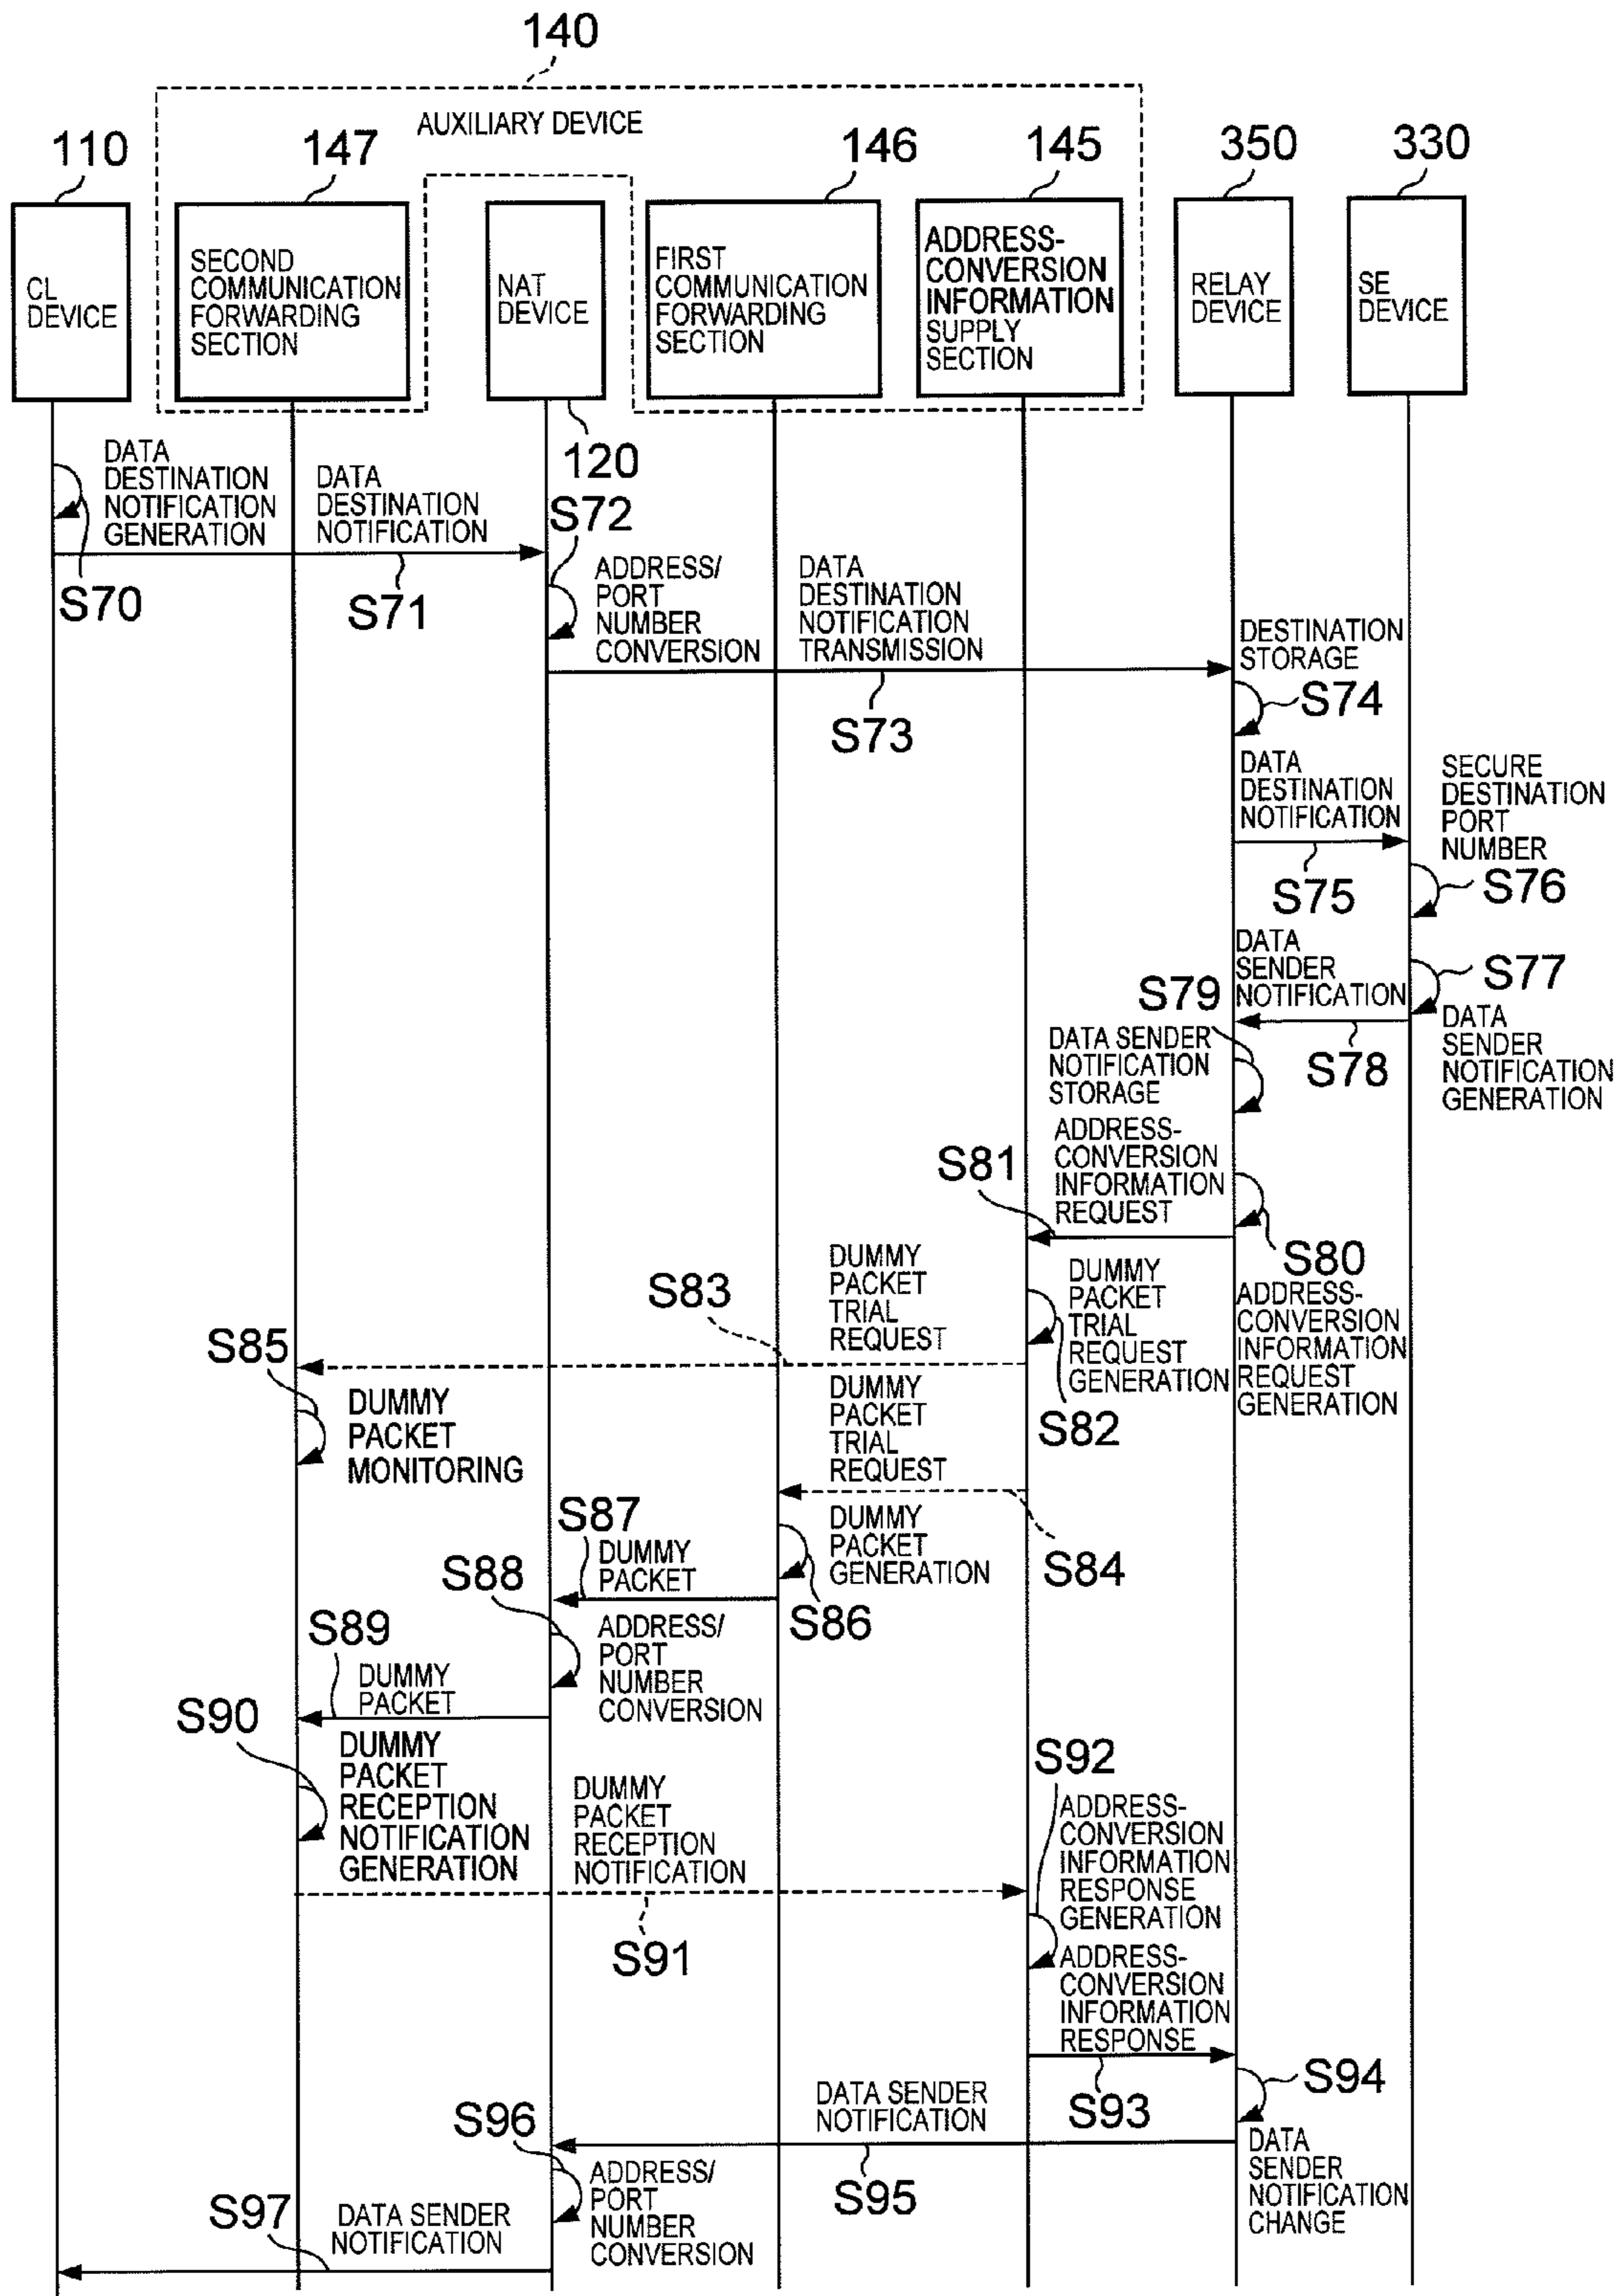 140
AUXILIARY DEVICE
110
147
146
145
350
330
CL
DEVICE
SECOND
COMMUNICATION
FORWARDING
SECTION
NAT
DEVICE
FIRST
COMMUNICATION
FORWARDING
SECTION
ADDRESS-
CONVERSION
INFORMATION
SUPPLY
SECTION
RELAY
DEVICE
SE
DEVICE
120
DATA
DESTINATION
NOTIFICATION
GENERATION
S70
DATA
DESTINATION
NOTIFICATION
S71
S72
ADDRESS/
PORT
NUMBER
CONVERSION
DATA
DESTINATION
NOTIFICATION
TRANSMISSION
S73
DESTINATION
STORAGE
S74
DATA
DESTINATION
NOTIFICATION
S75
SECURE
DESTINATION
PORT
NUMBER
S76
S77
DATA
SENDER
NOTIFICATION
GENERATION
DATA
SENDER
NOTIFICATION
S78
S79
DATA SENDER
NOTIFICATION
STORAGE
S80
ADDRESS-
CONVERSION
INFORMATION
REQUEST
GENERATION
S81
ADDRESS-
CONVERSION
INFORMATION
REQUEST
DUMMY
PACKET
TRIAL
REQUEST
GENERATION
S82
S83
DUMMY
PACKET
TRIAL
REQUEST
DUMMY
PACKET
TRIAL
REQUEST
S84
S85
DUMMY
PACKET
MONITORING
DUMMY
PACKET
GENERATION
S86
S87
DUMMY
PACKET
S88
ADDRESS/
PORT
NUMBER
CONVERSION
S89
DUMMY
PACKET
S90
DUMMY
PACKET
RECEPTION
NOTIFICATION
GENERATION
DUMMY
PACKET
RECEPTION
NOTIFICATION
S91
S92
ADDRESS-
CONVERSION
INFORMATION
RESPONSE
GENERATION
ADDRESS-
CONVERSION
INFORMATION
RESPONSE
S93
S94
DATA
SENDER
NOTIFICATION
CHANGE
DATA SENDER
NOTIFICATION
S95
S96
ADDRESS/
PORT
NUMBER
CONVERSION
S97
DATA SENDER
NOTIFICATION